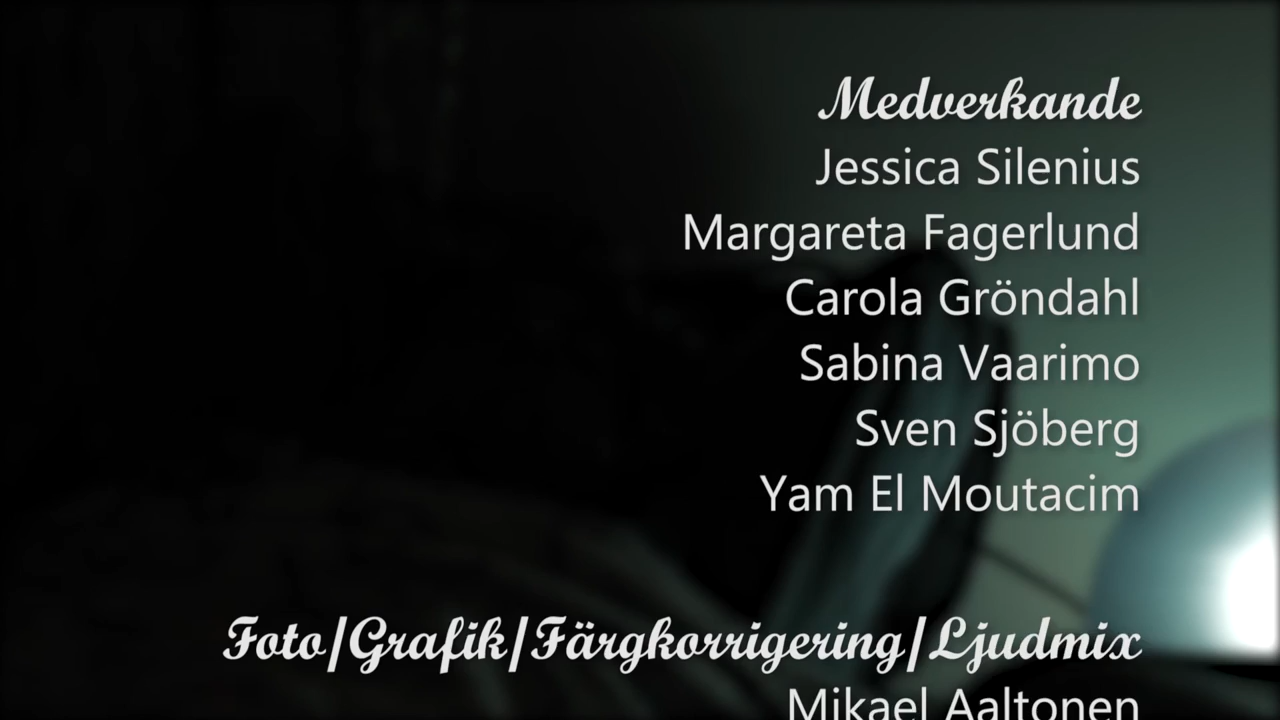 Medverkande
Jessica Silenius
Margareta Fagerlund
Carola Gröndahl
Sabina Vaarimo
Sven Sjöberg
Yam El Moutacim
Foto/Grafik/Färgkorrigering/Ljudmix
Mikael Aaltonen